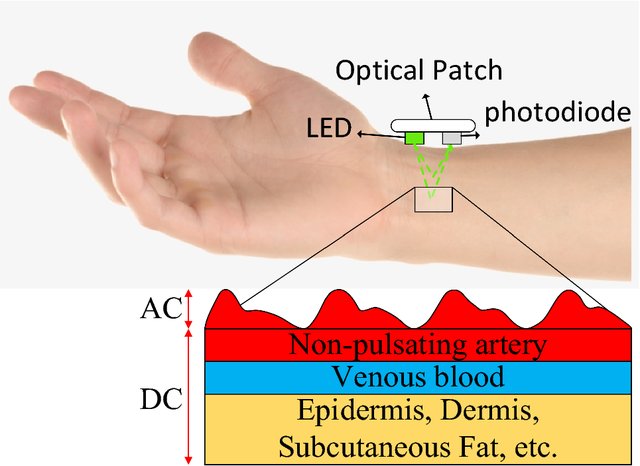 Optical Patch
LED
photodiode
AC
DC
Non-pulsating artery
Venous blood
Epidermis, Dermis,
Subcutaneous Fat, etc.